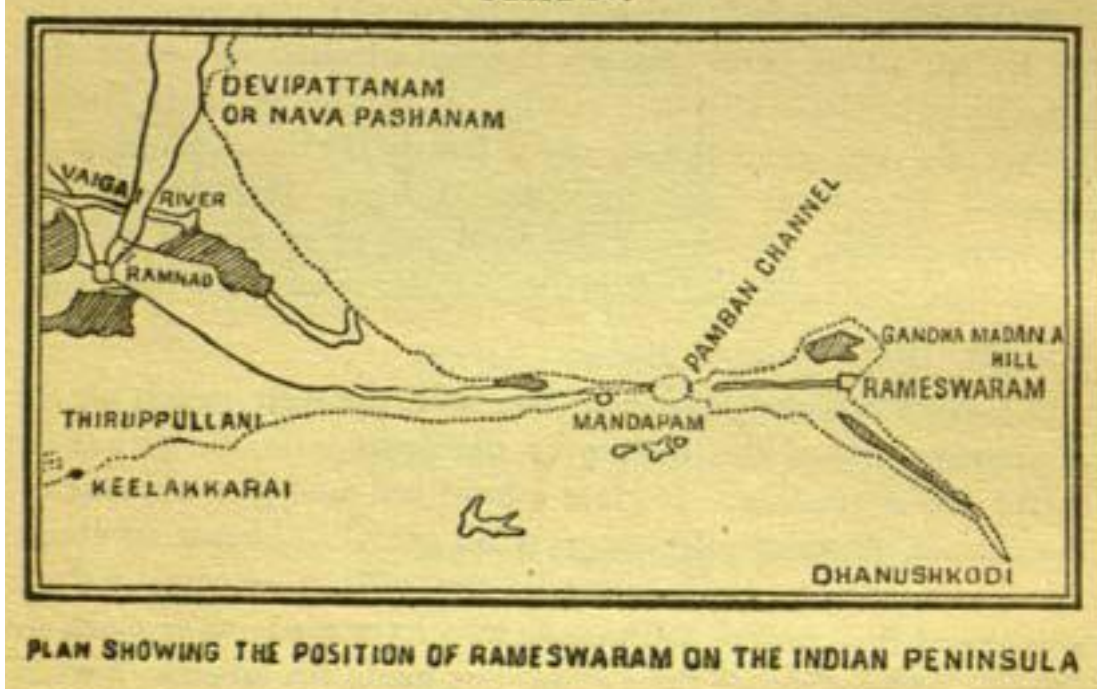 DEVIPATTANAM
OR NAVA PASHANAM
VAIGAI RIVER
RAMNAD
PAMBAN CHANNEL
GANDHA MADANA
HILL
RAMESWARAM
MANDAPAM
THIRUPPULLANI
KEELAKKARAI
DHANUSHKODI
PLAN SHOWING THE POSITION OF RAMESWARAM ON THE INDIAN PENINSULA